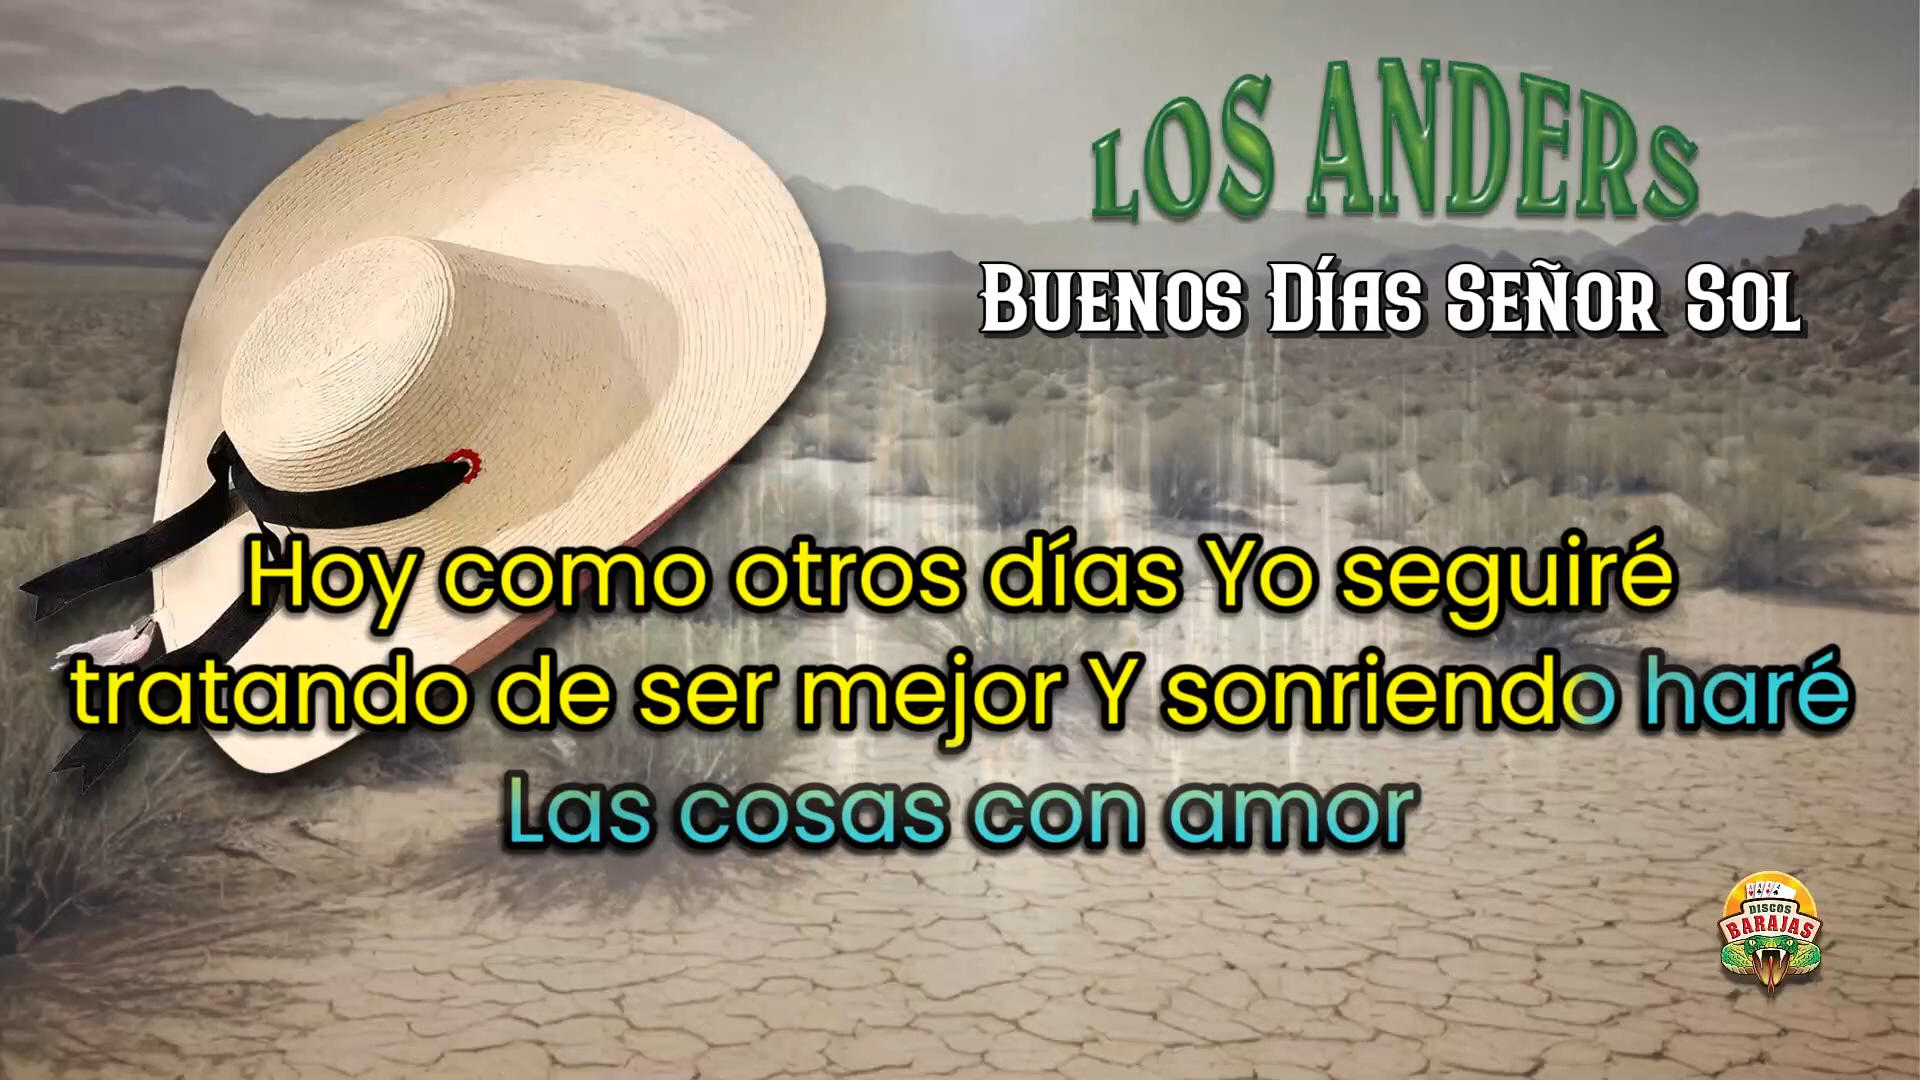 LOS ANDERS
BUENOS DÍAS SEÑOR SOL
Hoy como otros días Yo seguiré
tratando de ser mejor Y sonriendo haré
Las cosas con amor
DISCOS
BARAJAS